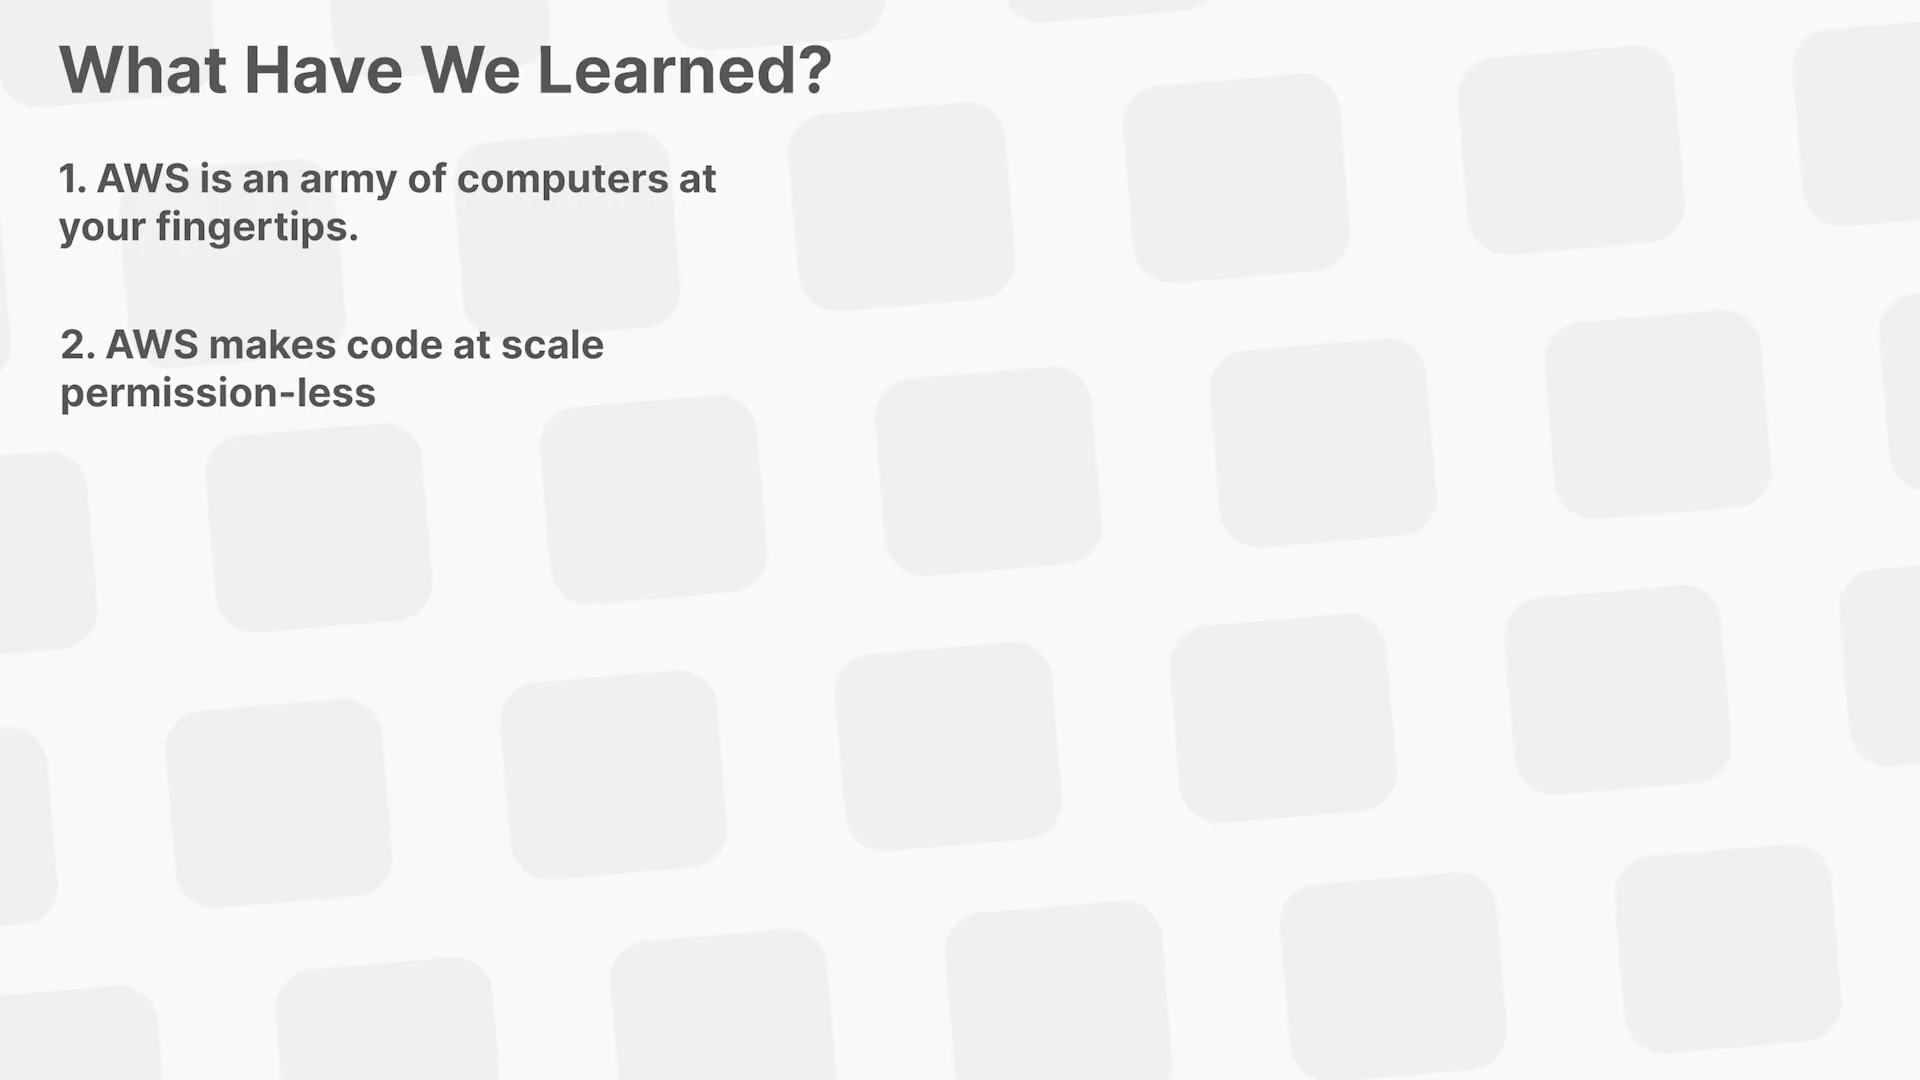 What Have We Learned?
1. AWS is an army of computers at
your fingertips.
2. AWS makes code at scale
permission-less